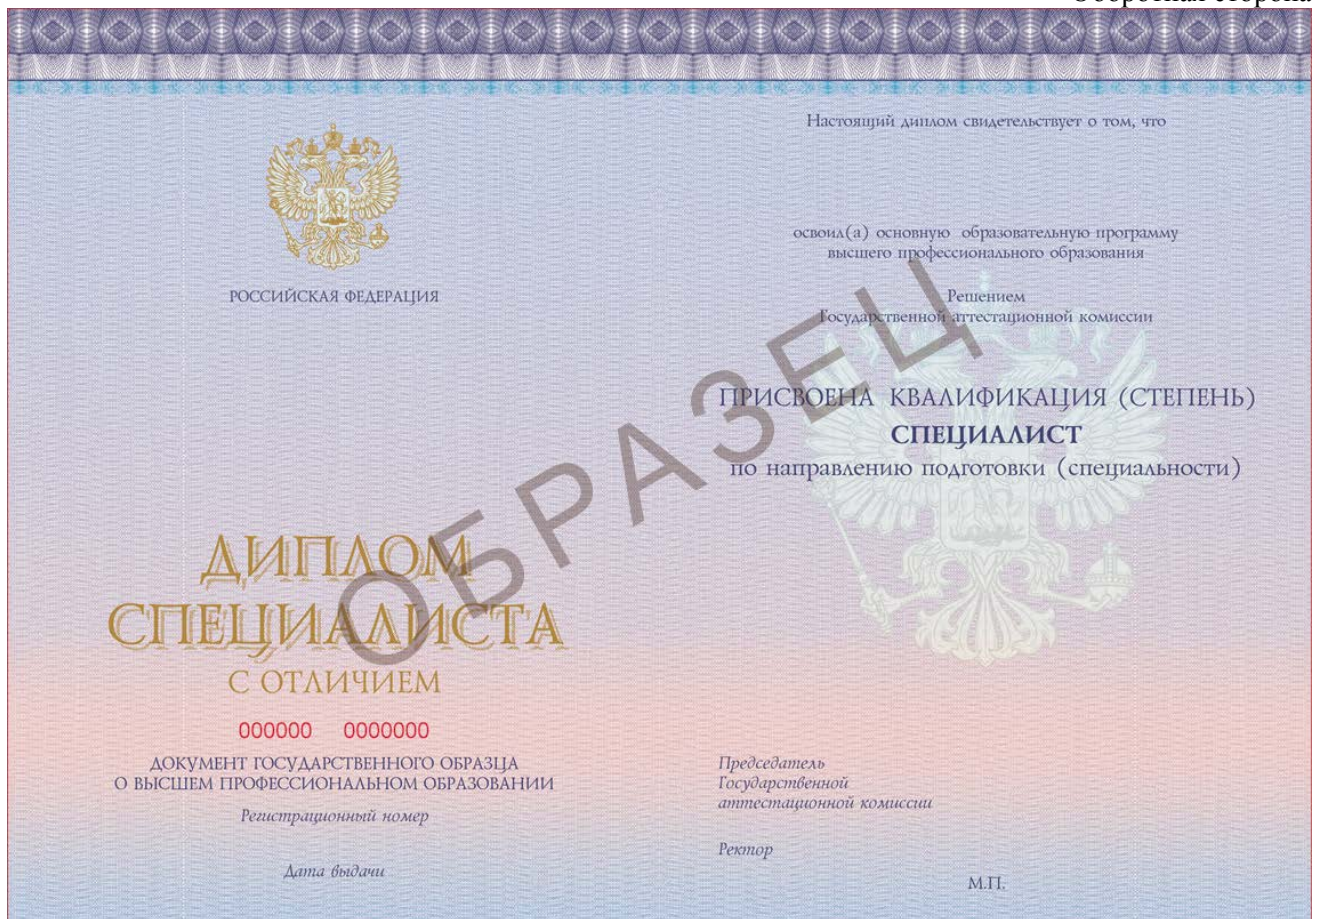 РОССИЙСКАЯ ФЕДЕРАЦИЯ
ДИПЛОМ
СПЕЦИАЛИСТА
С ОТЛИЧИЕМ
000000 0000000
ДОКУМЕНТ ГОСУДАРСТВЕННОГО ОБРАЗЦА
О ВЫСШЕМ ПРОФЕССИОНАЛЬНОМ ОБРАЗОВАНИИ
Регистрационный номер
Дата выдачи
Настоящий диплом свидетельствует о том, что
освоил(а) основную образовательную программу
высшего профессионального образования
Решением
Государственной аттестационной комиссии
ПРИСВОЕНА КВАЛИФИКАЦИЯ (СТЕПЕНЬ)
СПЕЦИАЛИСТ
по направлению подготовки (специальности)
Председатель
Государственной
аттестационной комиссии
Ректор
М.П.
ОБРАЗЕЦ